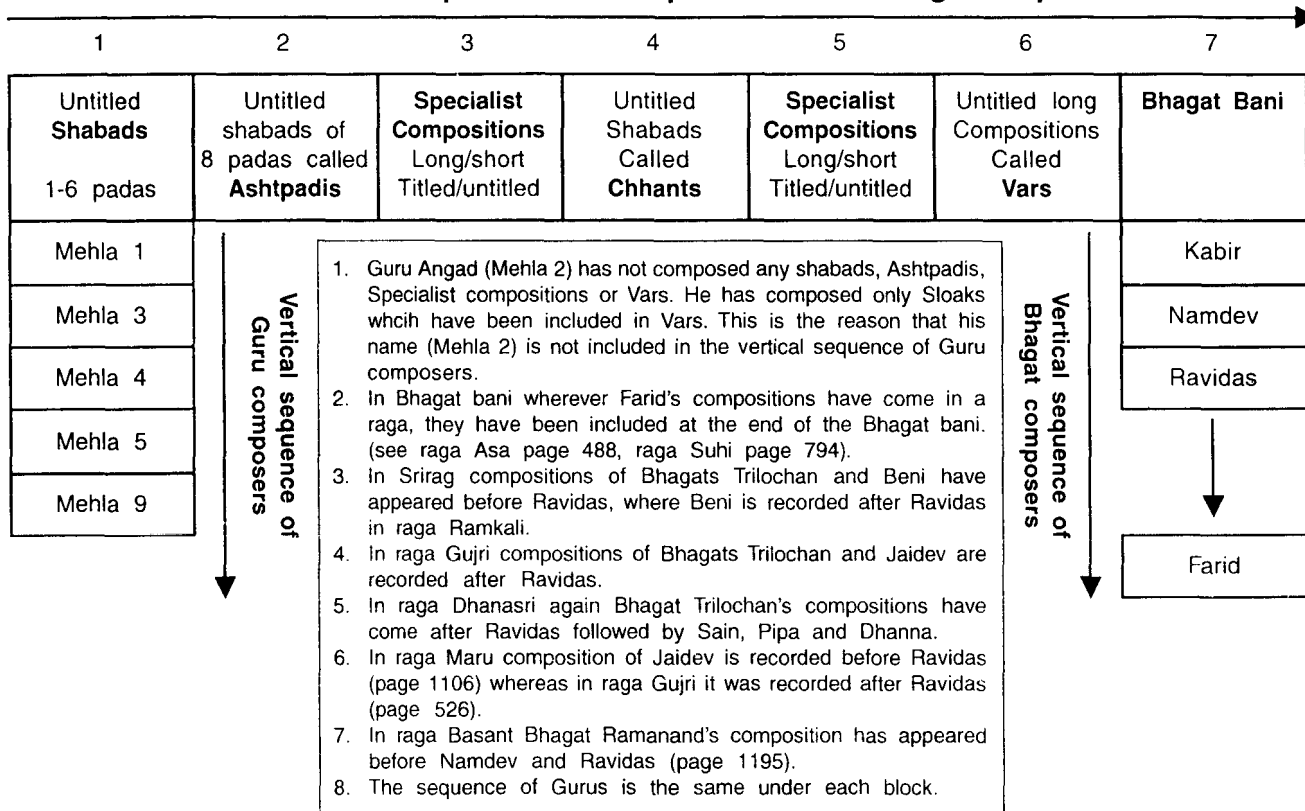 1 2 3 4 5 6 7
Untitled
Shabads
1-6 padas
Untitled
shabads of
8 padas called
Ashtpadis
Specialist
Compositions
Long/short
Titled/untitled
Untitled
Shabads
Called
Chhants
Specialist
Compositions
Long/short
Titled/untitled
Untitled long
Compositions
Called
Vars
Bhagat Bani
Mehla 1
Mehla 3
Mehla 4
Mehla 5
Mehla 9
Vertical sequence of
Guru composers
1. Guru Angad (Mehla 2) has not composed any shabads, Ashtpadis,
Specialist compositions or Vars. He has composed only Sloaks
whcih have been included in Vars. This is the reason that his
name (Mehla 2) is not included in the vertical sequence of Guru
composers.
2. In Bhagat bani wherever Farid's compositions have come in a
raga, they have been included at the end of the Bhagat bani.
(see raga Asa page 488, raga Suhi page 794).
3. In Srirag compositions of Bhagats Trilochan and Beni have
appeared before Ravidas, where Beni is recorded after Ravidas
in raga Ramkali.
4. In raga Gujri compositions of Bhagats Trilochan and Jaidev are
recorded after Ravidas.
5. In raga Dhanasri again Bhagat Trilochan's compositions have
come after Ravidas followed by Sain, Pipa and Dhanna.
6. In raga Maru composition of Jaidev is recorded before Ravidas
(page 1106) whereas in raga Gujri it was recorded after Ravidas
(page 526).
7. In raga Basant Bhagat Ramanand's composition has appeared
before Namdev and Ravidas (page 1195).
8. The sequence of Gurus is the same under each block.
Vertical sequence of
Bhagat composers
Kabir
Namdev
Ravidas
Farid